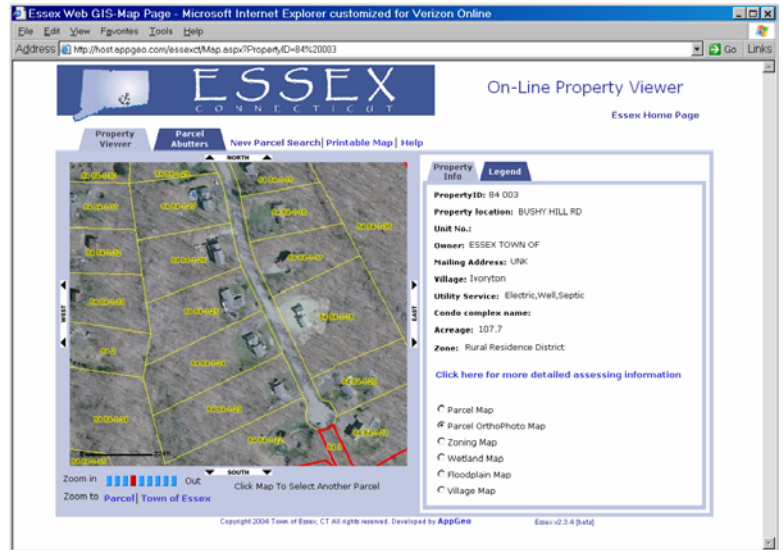 Essex Web GIS-Map Page - Microsoft Internet Explorer customized for Verizon Online
File Edit View Favorites Tools Help
Address http://host.appgeo.com/essexct/Map.aspx?PropertyID=84%20003 Go Links
ESSEX
CONNECTICUT
On-Line Property Viewer
Essex Home Page
Property Viewer
Parcel Abutters
New Parcel Search| Printable Map| Help
NORTH
WEST
EAST
SOUTH
Zoom in Out
Click Map To Select Another Parcel
Zoom to Parcel| Town of Essex
Property Info
Legend
PropertyID: 84 003
Property location: BUSHY HILL RD
Unit No.:
Owner: ESSEX TOWN OF
Mailing Address: UNK
Village: Ivoryton
Utility Service: Electric,Well,Septic
Condo complex name:
Acreage: 107.7
Zone: Rural Residence District
Click here for more detailed assessing information
Parcel Map
Parcel OrthoPhoto Map
Zoning Map
Wetland Map
Floodplain Map
Village Map
Copyright 2004 Town of Essex, CT All rights reserved. Developed by AppGeo
Essex v2.3.4 [beta]